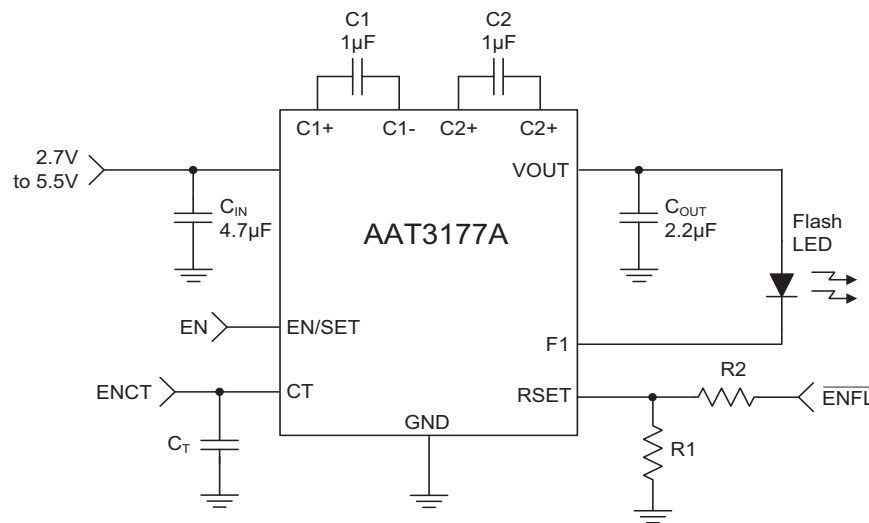 C1
1µF
C2
1µF
C1+
C1-
C2+
C2+
2.7V
to 5.5V
VOUT
CIN
4.7µF
AAT3177A
COUT
2.2µF
Flash
LED
EN
EN/SET
F1
ENCT
CT
RSET
R2
ENFL
GND
CT
R1